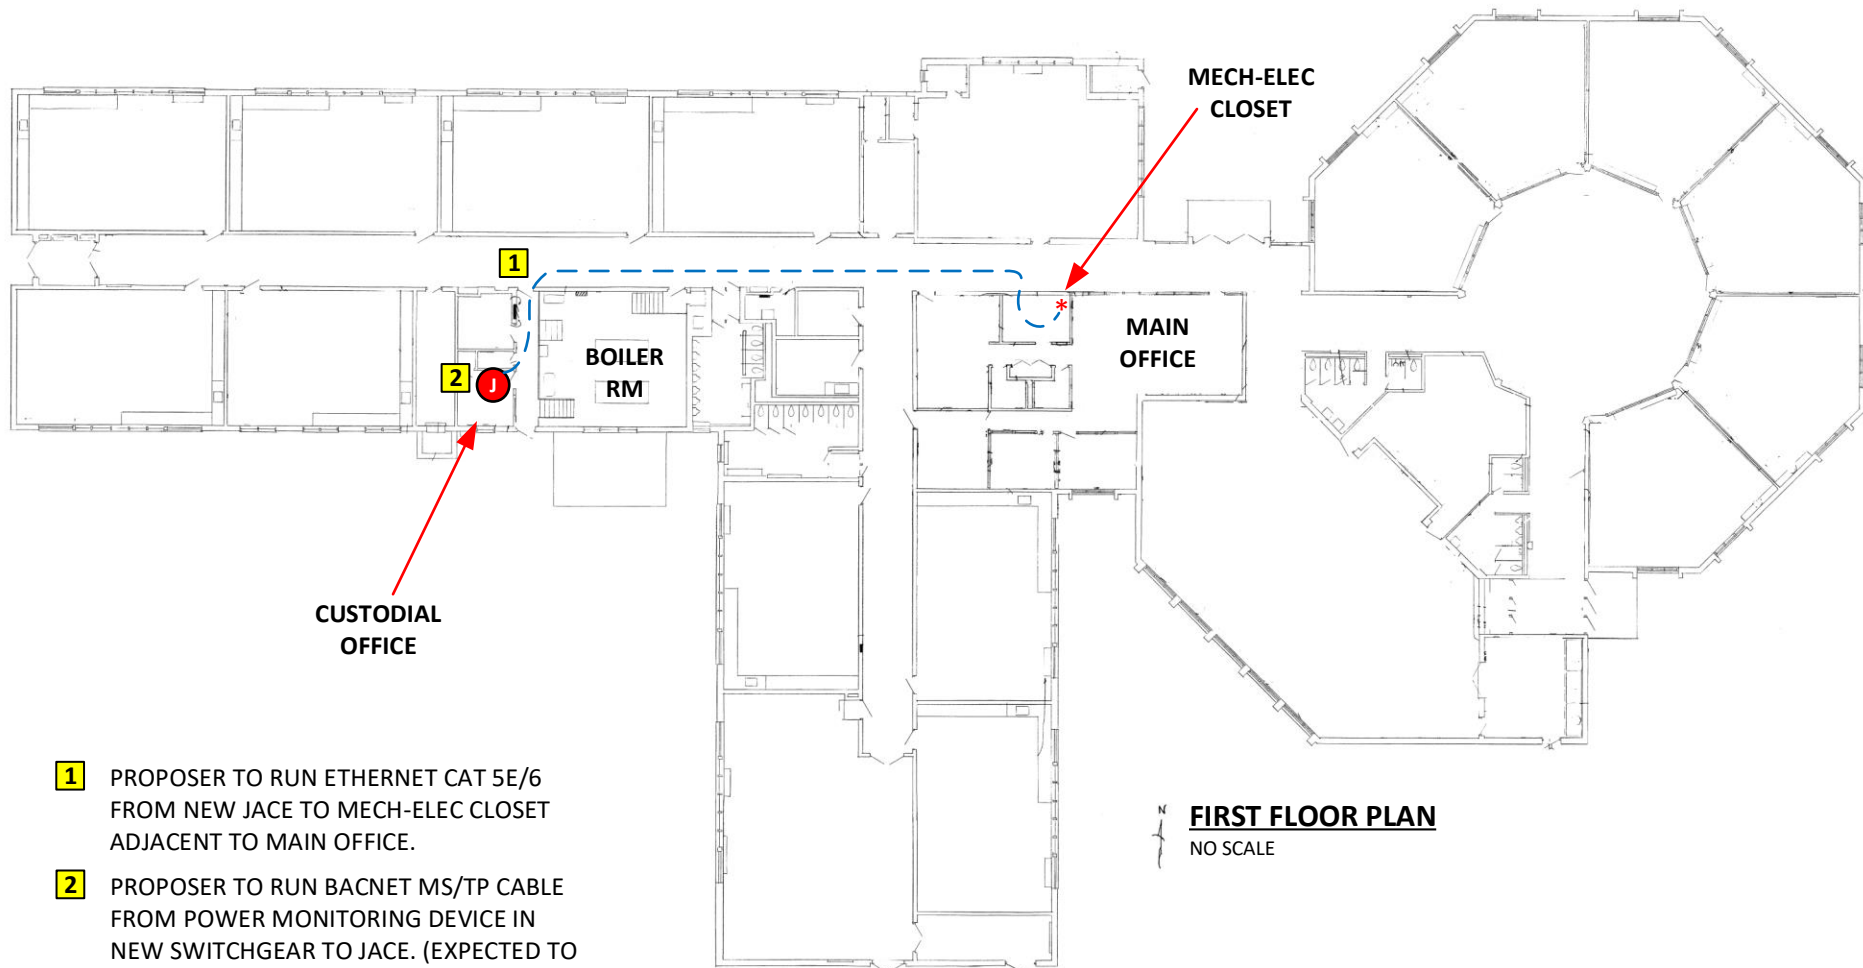 MECH-ELEC
CLOSET
1
MAIN
OFFICE
BOILER
RM
2
J
*
CUSTODIAL
OFFICE
1 PROPOSER TO RUN ETHERNET CAT 5E/6
FROM NEW JACE TO MECH-ELEC CLOSET
ADJACENT TO MAIN OFFICE.
2 PROPOSER TO RUN BACNET MS/TP CABLE
FROM POWER MONITORING DEVICE IN
NEW SWITCHGEAR TO JACE. (EXPECTED TO
N
FIRST FLOOR PLAN
NO SCALE